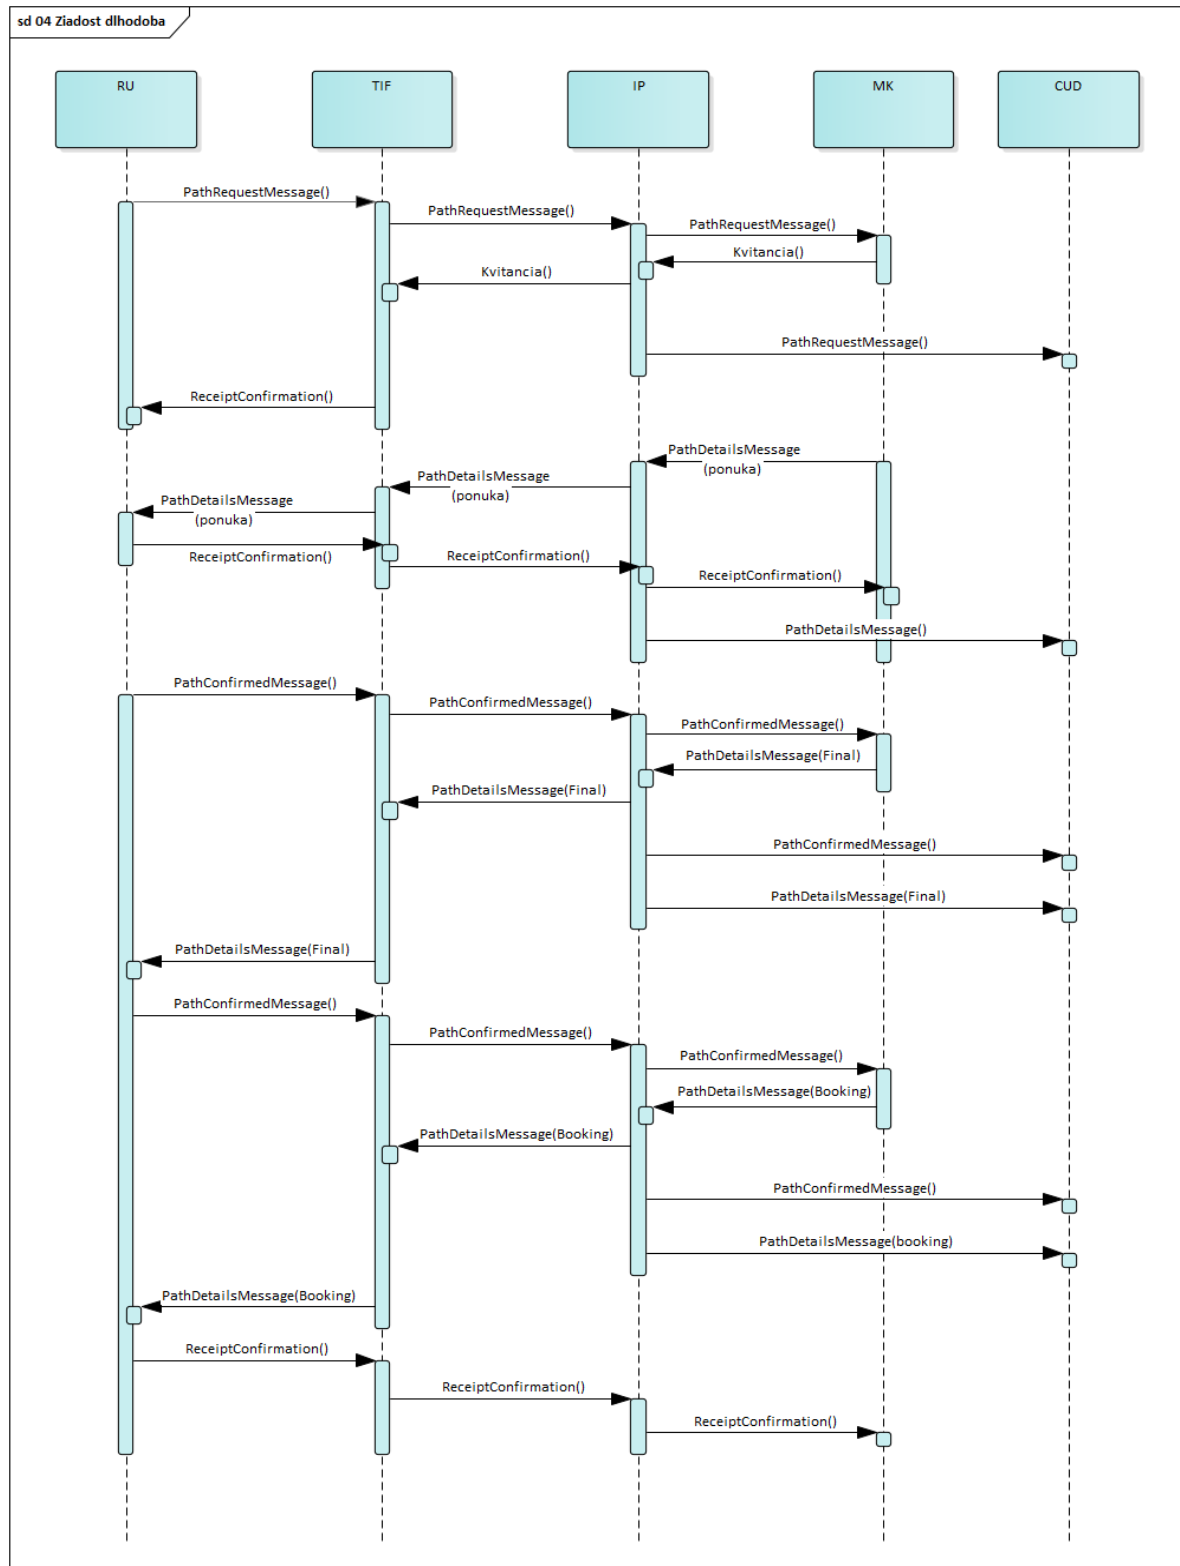 sd 04 Ziadost dlhodoba
RU
TIF
IP
MK
CUD
PathRequestMessage()
PathRequestMessage()
PathRequestMessage()
Kvitancia()
Kvitancia()
PathRequestMessage()
ReceiptConfirmation()
PathDetailsMessage
(ponuka)
PathDetailsMessage
(ponuka)
PathDetailsMessage
(ponuka)
ReceiptConfirmation()
ReceiptConfirmation()
ReceiptConfirmation()
PathDetailsMessage()
PathConfirmedMessage()
PathConfirmedMessage()
PathConfirmedMessage()
PathDetailsMessage(Final)
PathDetailsMessage(Final)
PathConfirmedMessage()
PathDetailsMessage(Final)
PathDetailsMessage(Final)
PathConfirmedMessage()
PathConfirmedMessage()
PathConfirmedMessage()
PathDetailsMessage(Booking)
PathDetailsMessage(Booking)
PathConfirmedMessage()
PathDetailsMessage(booking)
PathDetailsMessage(Booking)
ReceiptConfirmation()
ReceiptConfirmation()
ReceiptConfirmation()